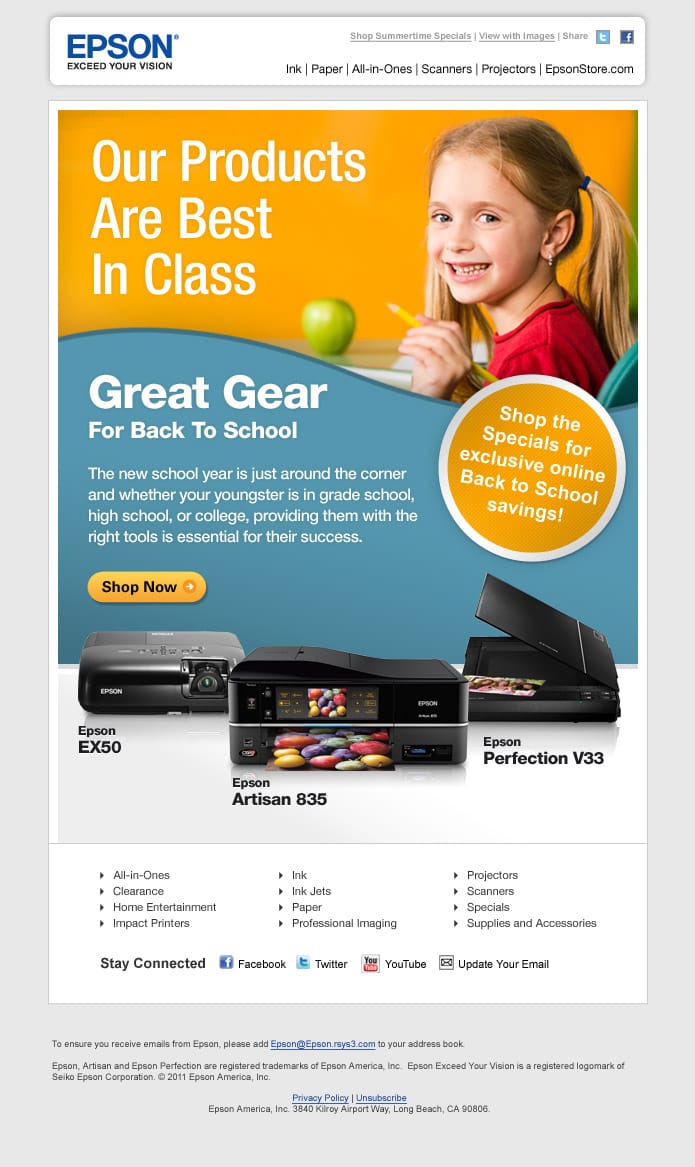 EPSON®
EXCEED YOUR VISION
Shop Summertime Specials | View with Images | Share
Ink | Paper | All-in-Ones | Scanners | Projectors | EpsonStore.com
Our Products
Are Best
In Class
Great Gear
For Back To School
The new school year is just around the corner
and whether your youngster is in grade school,
high school, or college, providing them with the
right tools is essential for their success.
Shop the
Specials for
exclusive online
Back to School
savings!
Shop Now
EPSON
EPSON
Artisan 835
Epson
EX50
Epson
Artisan 835
Epson
Perfection V33
All-in-Ones
Clearance
Home Entertainment
Impact Printers
Ink
Ink Jets
Paper
Professional Imaging
Projectors
Scanners
Specials
Supplies and Accessories
Stay Connected Facebook Twitter You Tube YouTube Update Your Email
To ensure you receive emails from Epson, please add Epson@Epson.rsys3.com to your address book.
Epson, Artisan and Epson Perfection are registered trademarks of Epson America, Inc. Epson Exceed Your Vision is a registered logomark of
Seiko Epson Corporation. © 2011 Epson America, Inc.
Privacy Policy | Unsubscribe
Epson America, Inc. 3840 Kilroy Airport Way, Long Beach, CA 90806.